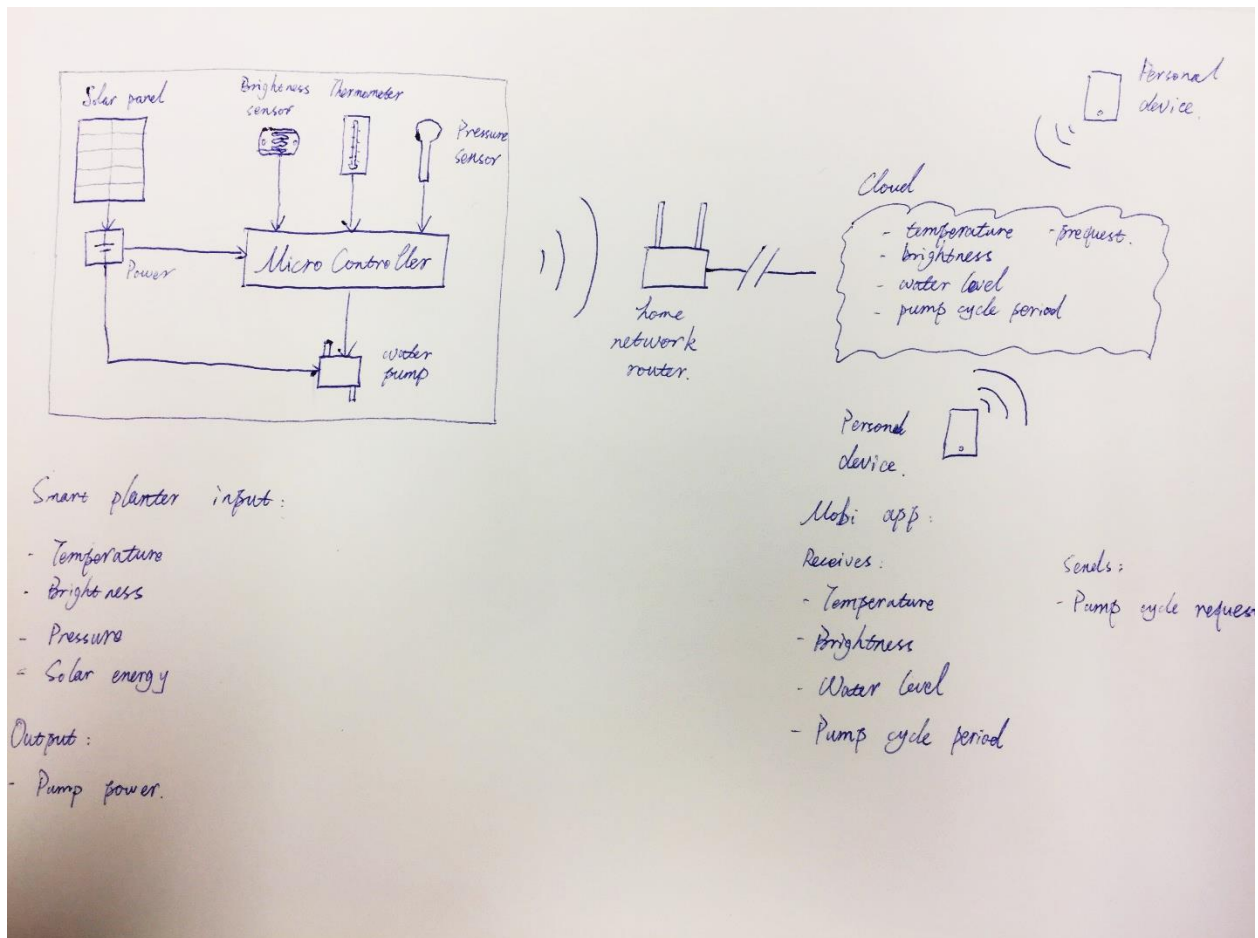 Solar panel
Brightness
sensor
Thermometer
Pressure
sensor
Power
Micro Controller
water
pump
home
network
router.
Personal
device.
Cloud
- temperature - prequest.
- brightness
- water level
- pump cycle period
Personal
device.
Smart planter input:
- Temperature
- Brightness
- Pressure
- Solar energy
Output:
- Pump power.
Mobi app:
Receives:
- Temperature
- Brightness
- Water Level
- Pump cycle period
Sends:
- Pump cycle reques